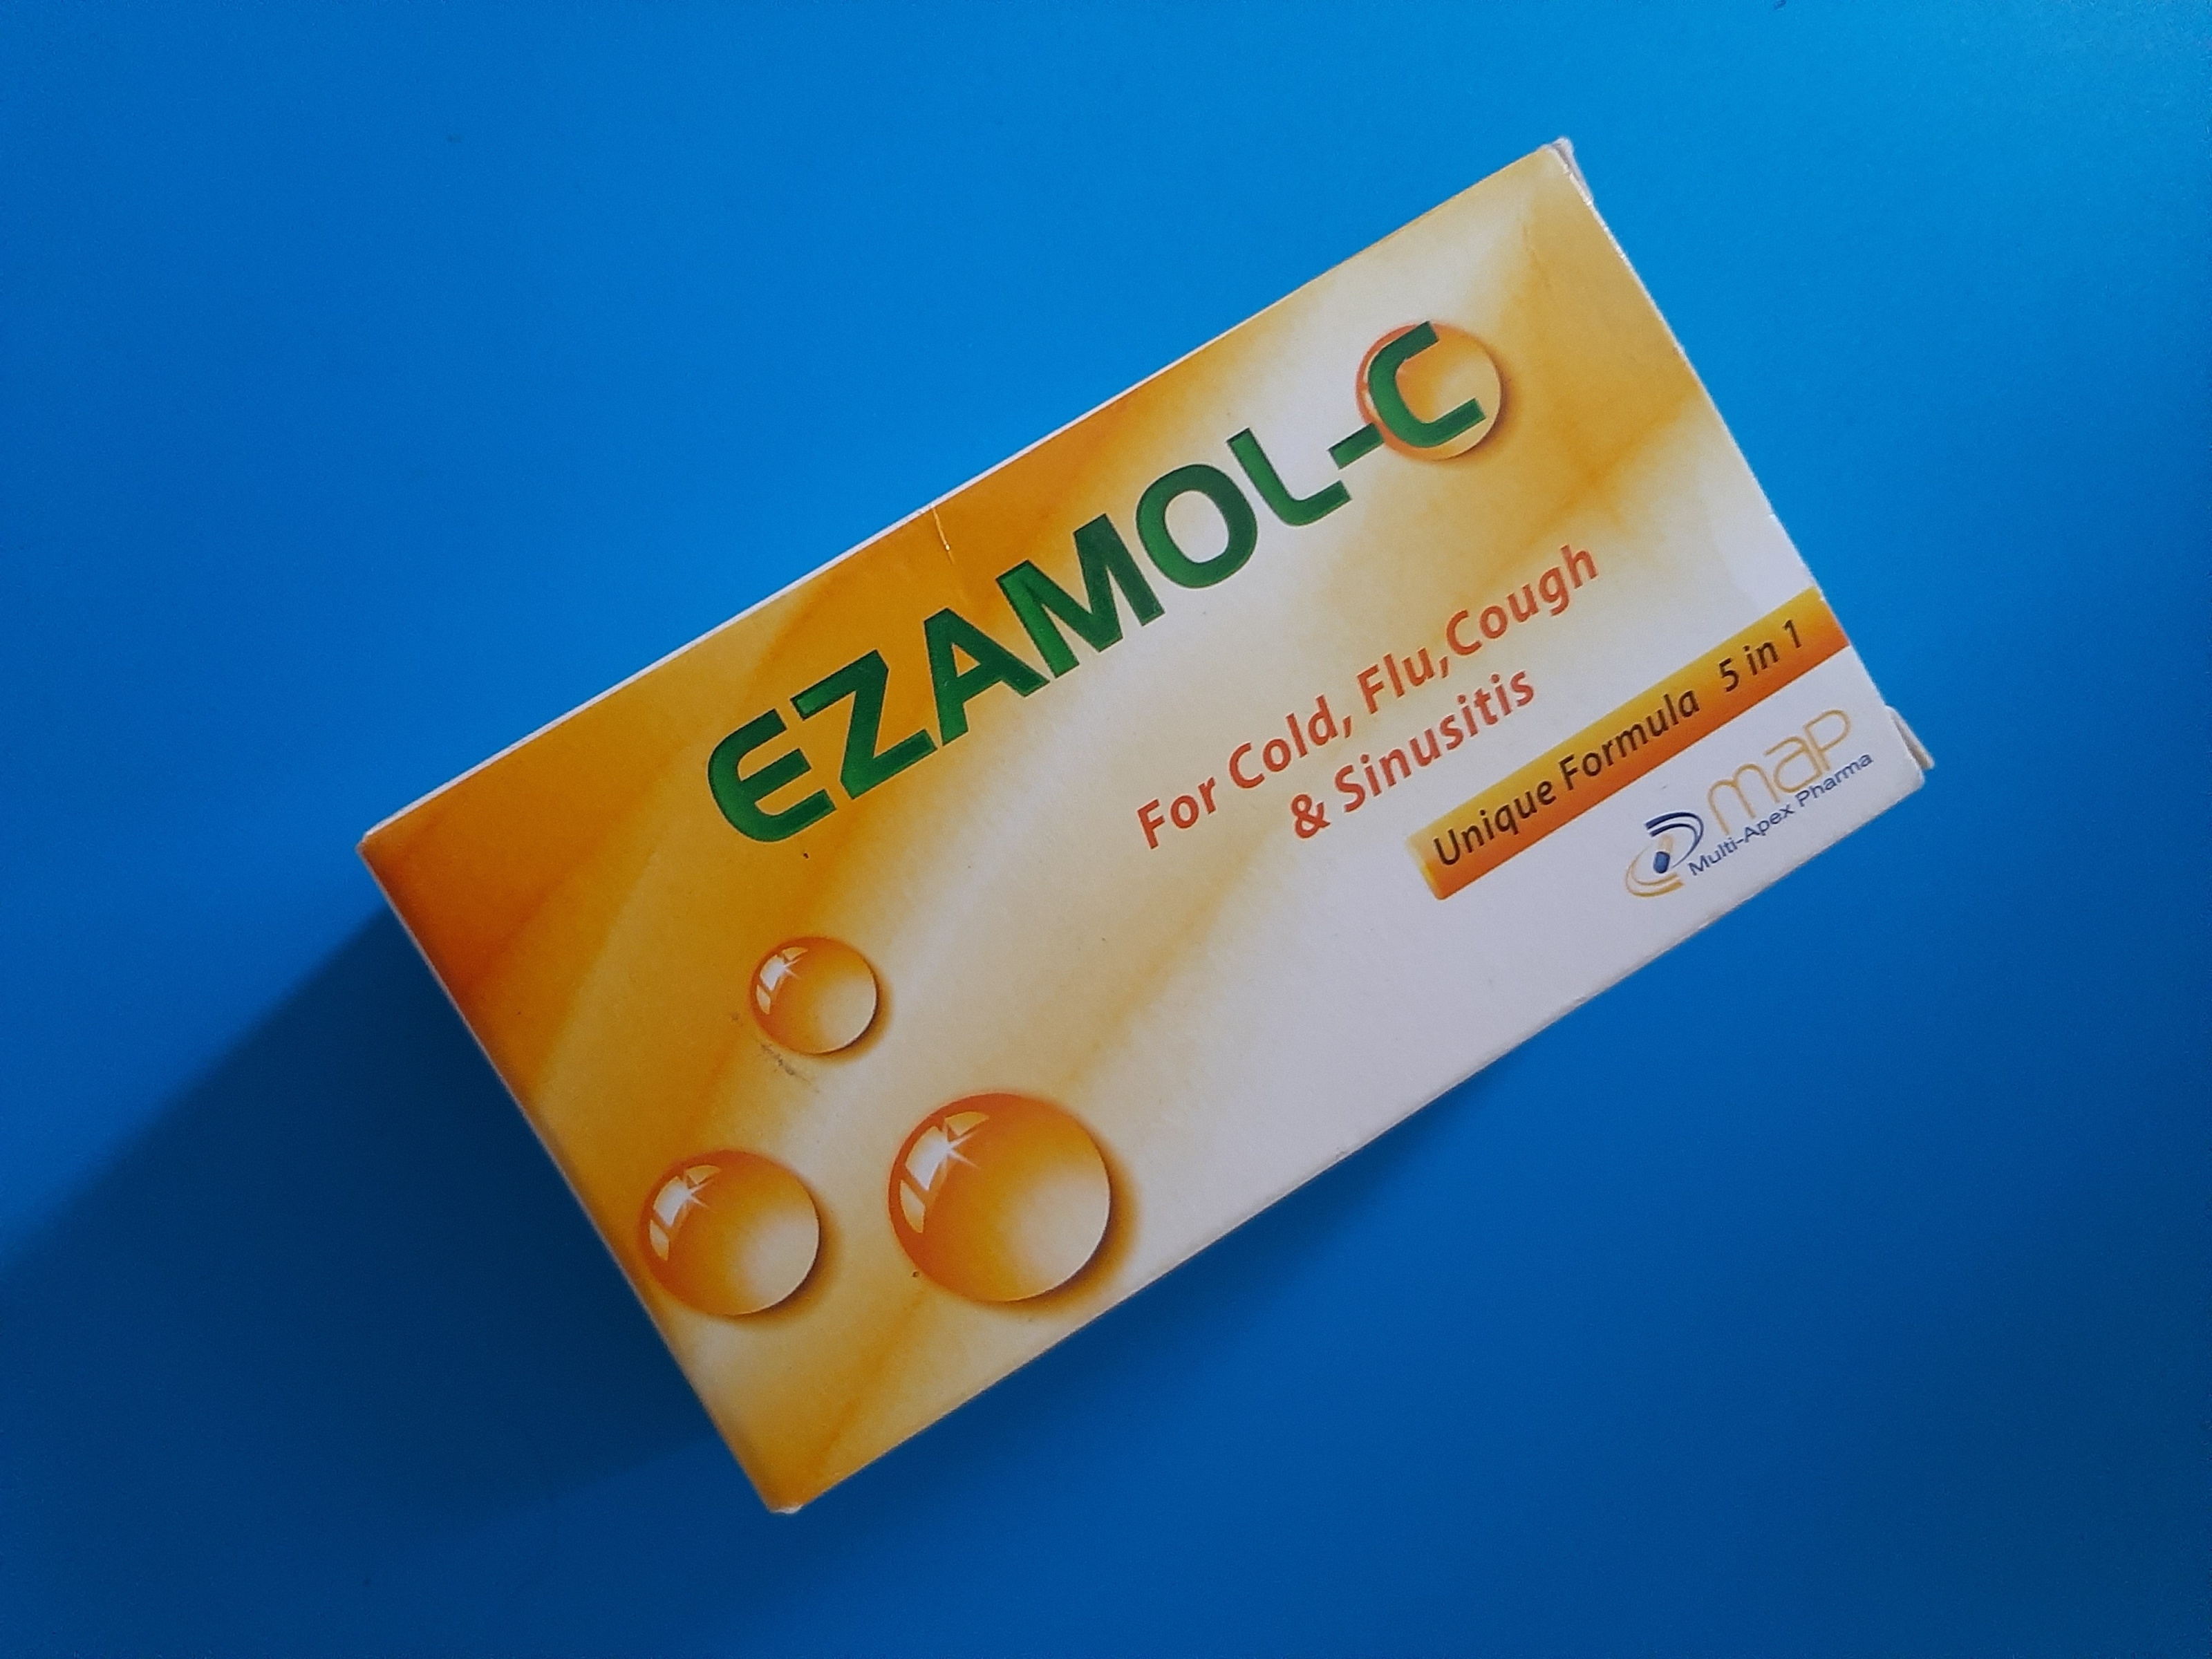 EZAMOL-C
For Cold, Flu,Cough
& Sinusitis
Unique Formula 5 in 1
map
Multi-Apex Pharma